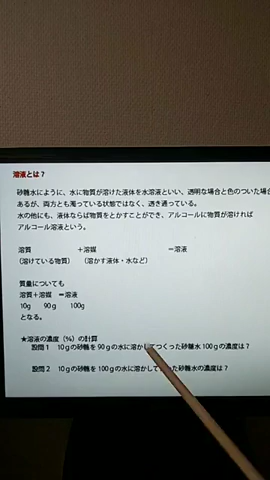 溶液とは？
砂糖水にように、水に物質が溶けた液体を水溶液といい、透明な場合と色のついた場合
あるが、両方とも濁っている状態ではなく、透き通っている。
水の他にも、液体ならば物質をとかすことができ、アルコールに物質が溶ければ
アルコール溶液という。
溶質 ＋溶媒 ＝溶液
（溶けている物質） （溶かす液体・水など）
質量についても
溶質＋溶媒 ＝溶液
10g 90g 100g
となる。
★溶液の濃度（％）の計算
設問１ 10ｇの砂糖を90ｇの水に溶かしてつくった砂糖水100ｇの濃度は？
設問２ 10ｇの砂糖を100ｇの水に溶かして った砂糖水の濃度は？